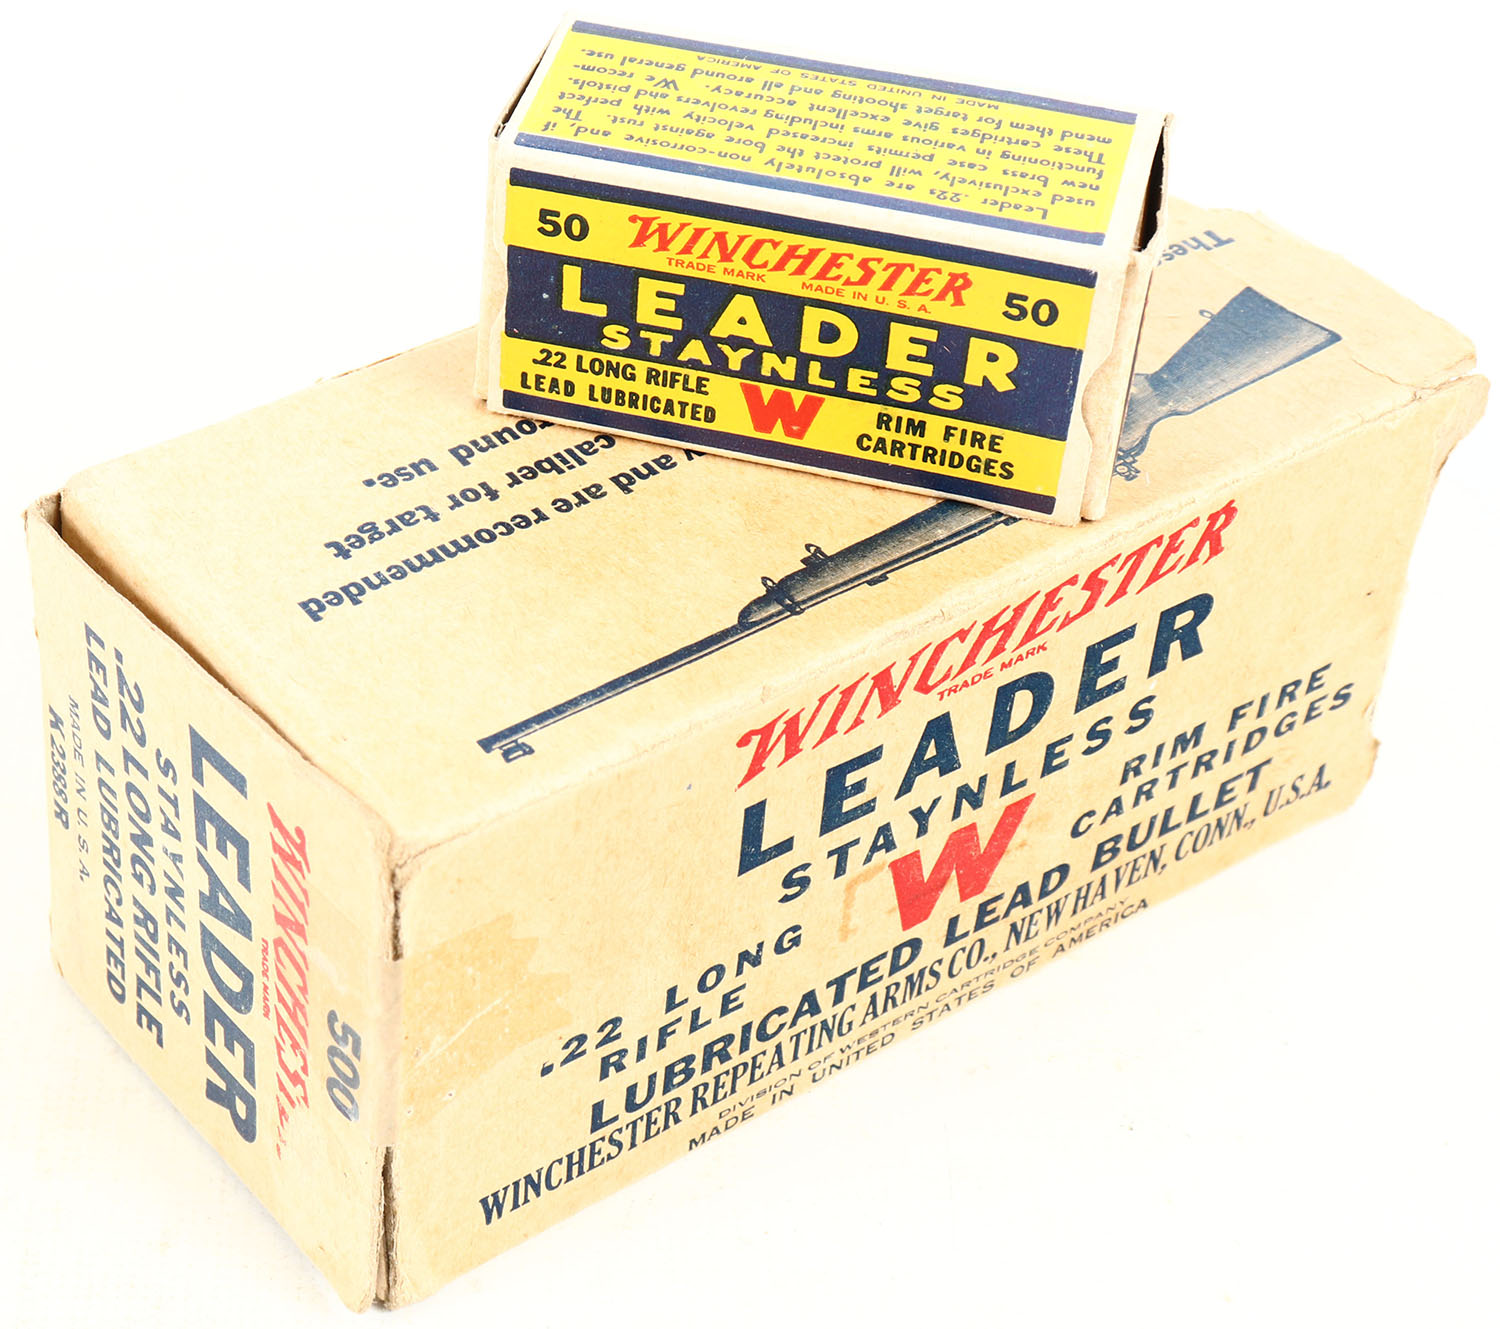 Leader .22s are absolutely non-corrosive and, if
used exclusively, will protect the bore against rust. The
new brass case permits increased velocity with perfect
functioning in various arms including revolvers and pistols
These cartridges give excellent accuracy. We recom-
mend them for target shooting and all around general use.
MADE IN UNITED STATES OF AMERICA
50 WINCHESTER 50
TRADE MARK MADE IN U. S. A.
LEADER
STAYNLESS
.22 LONG RIFLE
LEAD LUBRICATED
W
RIM FIRE
CARTRIDGES
These
and are recommended
caliber for target
round use.
WINCHESTER
TRADE MARK
LEADER
STAYNLESS
.22 LONG
RIFLE
W
RIM FIRE
CARTRIDGES
LUBRICATED LEAD BULLET
WINCHESTER REPEATING ARMS CO., NEW HAVEN, CONN., U.S.A.
DIVISION OF WESTERN CARTRIDGE COMPANY
MADE IN UNITED STATES OF AMERICA
500
WINCHESTER
TRADE MARK
LEADER
STAYNLESS
.22 LONG RIFLE
LEAD LUBRICATED
MADE IN U. S. A.
K2388R